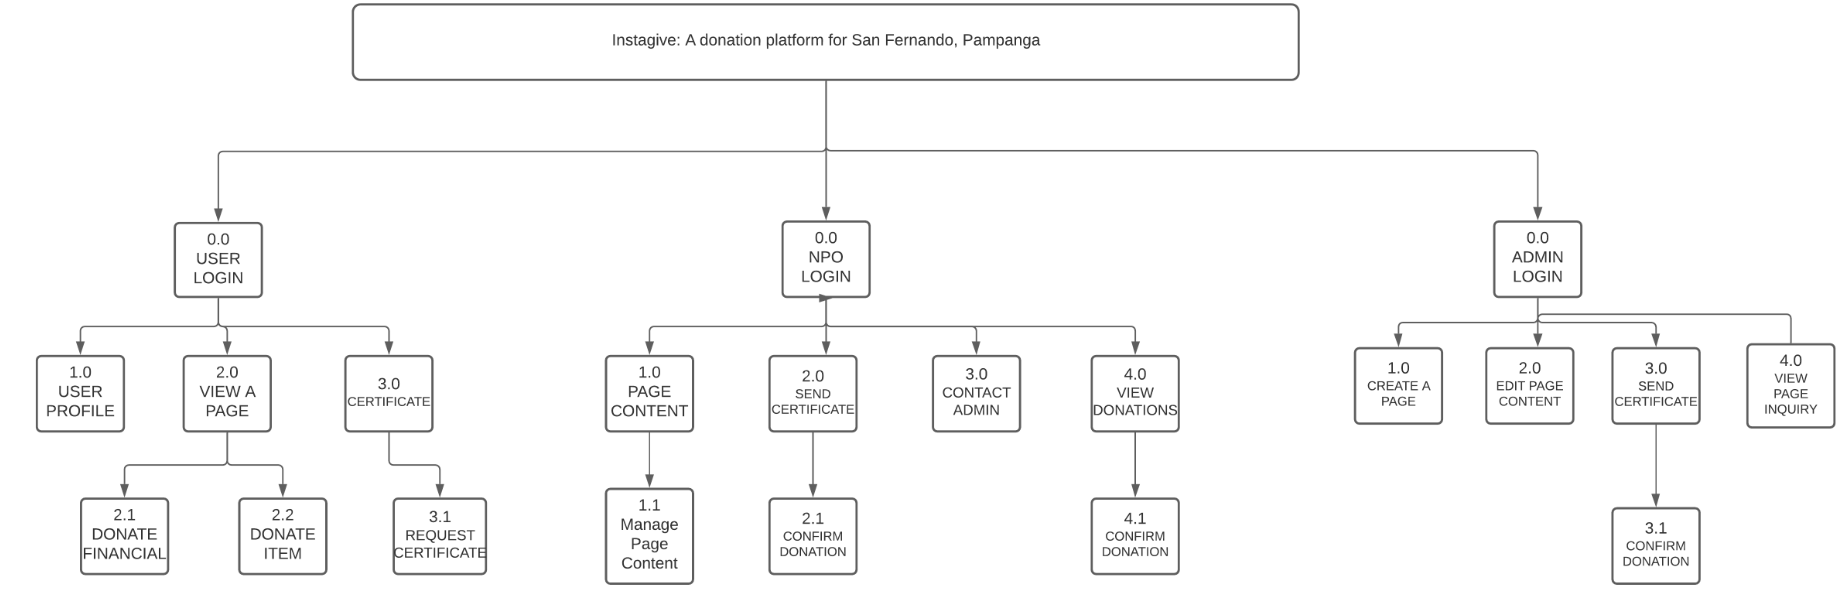 Instagive: A donation platform for San Fernando, Pampanga
0.0
USER
LOGIN
0.0
NPO
LOGIN
0.0
ADMIN
LOGIN
1.0
USER
PROFILE
2.0
VIEW A
PAGE
3.0
CERTIFICATE
1.0
PAGE
CONTENT
2.0
SEND
CERTIFICATE
3.0
CONTACT
ADMIN
4.0
VIEW
DONATIONS
1.0
CREATE A
PAGE
2.0
EDIT PAGE
CONTENT
3.0
SEND
CERTIFICATE
4.0
VIEW
PAGE
INQUIRY
2.1
DONATE
FINANCIAL
2.2
DONATE
ITEM
3.1
REQUEST
CERTIFICATE
1.1
Manage
Page
Content
2.1
CONFIRM
DONATION
4.1
CONFIRM
DONATION
3.1
CONFIRM
DONATION